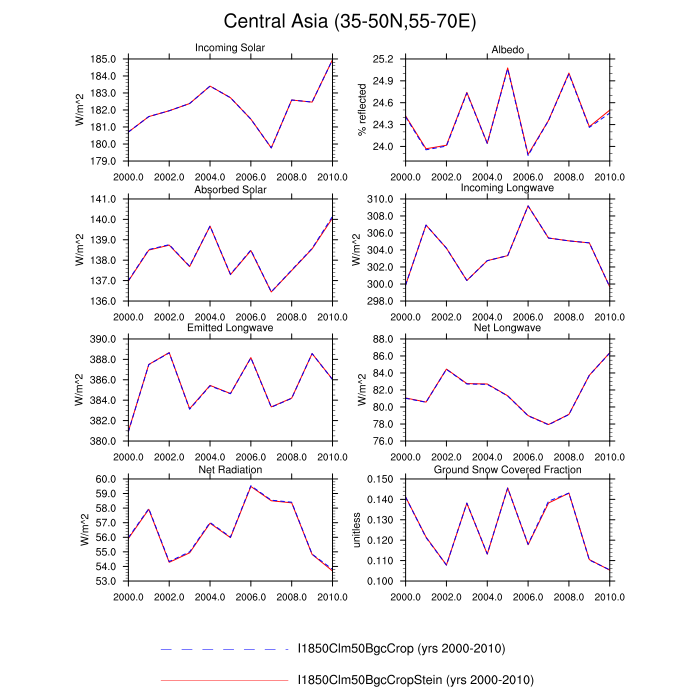 Central Asia (35-50N,55-70E)
Incoming Solar
W/m^2
185.0
184.0
183.0
182.0
181.0
180.0
179.0
2000.0 2002.0 2004.0 2006.0 2008.0 2010.0
Albedo
% reflected
25.2
24.9
24.6
24.3
24.0
2000.0 2002.0 2004.0 2006.0 2008.0 2010.0
Absorbed Solar
W/m^2
141.0
140.0
139.0
138.0
137.0
136.0
2000.0 2002.0 2004.0 2006.0 2008.0 2010.0
Incoming Longwave
W/m^2
310.0
308.0
306.0
304.0
302.0
300.0
298.0
2000.0 2002.0 2004.0 2006.0 2008.0 2010.0
Emitted Longwave
W/m^2
390.0
388.0
386.0
384.0
382.0
380.0
2000.0 2002.0 2004.0 2006.0 2008.0 2010.0
Net Longwave
W/m^2
88.0
86.0
84.0
82.0
80.0
78.0
76.0
2000.0 2002.0 2004.0 2006.0 2008.0 2010.0
Net Radiation
W/m^2
60.0
59.0
58.0
57.0
56.0
55.0
54.0
53.0
2000.0 2002.0 2004.0 2006.0 2008.0 2010.0
Ground Snow Covered Fraction
unitless
0.150
0.140
0.130
0.120
0.110
0.100
2000.0 2002.0 2004.0 2006.0 2008.0 2010.0
I1850Clm50BgcCrop (yrs 2000-2010)
I1850Clm50BgcCropStein (yrs 2000-2010)